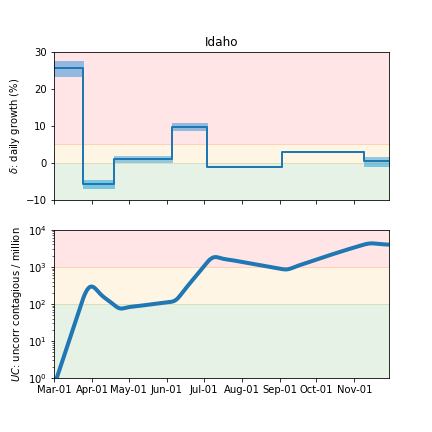 Idaho
δ: daily growth (%)
30
20
10
0
−10
UC: uncorr contagious / million
10⁴
10³
10²
10¹
10⁰
Mar-01 Apr-01 May-01 Jun-01 Jul-01 Aug-01 Sep-01 Oct-01 Nov-01